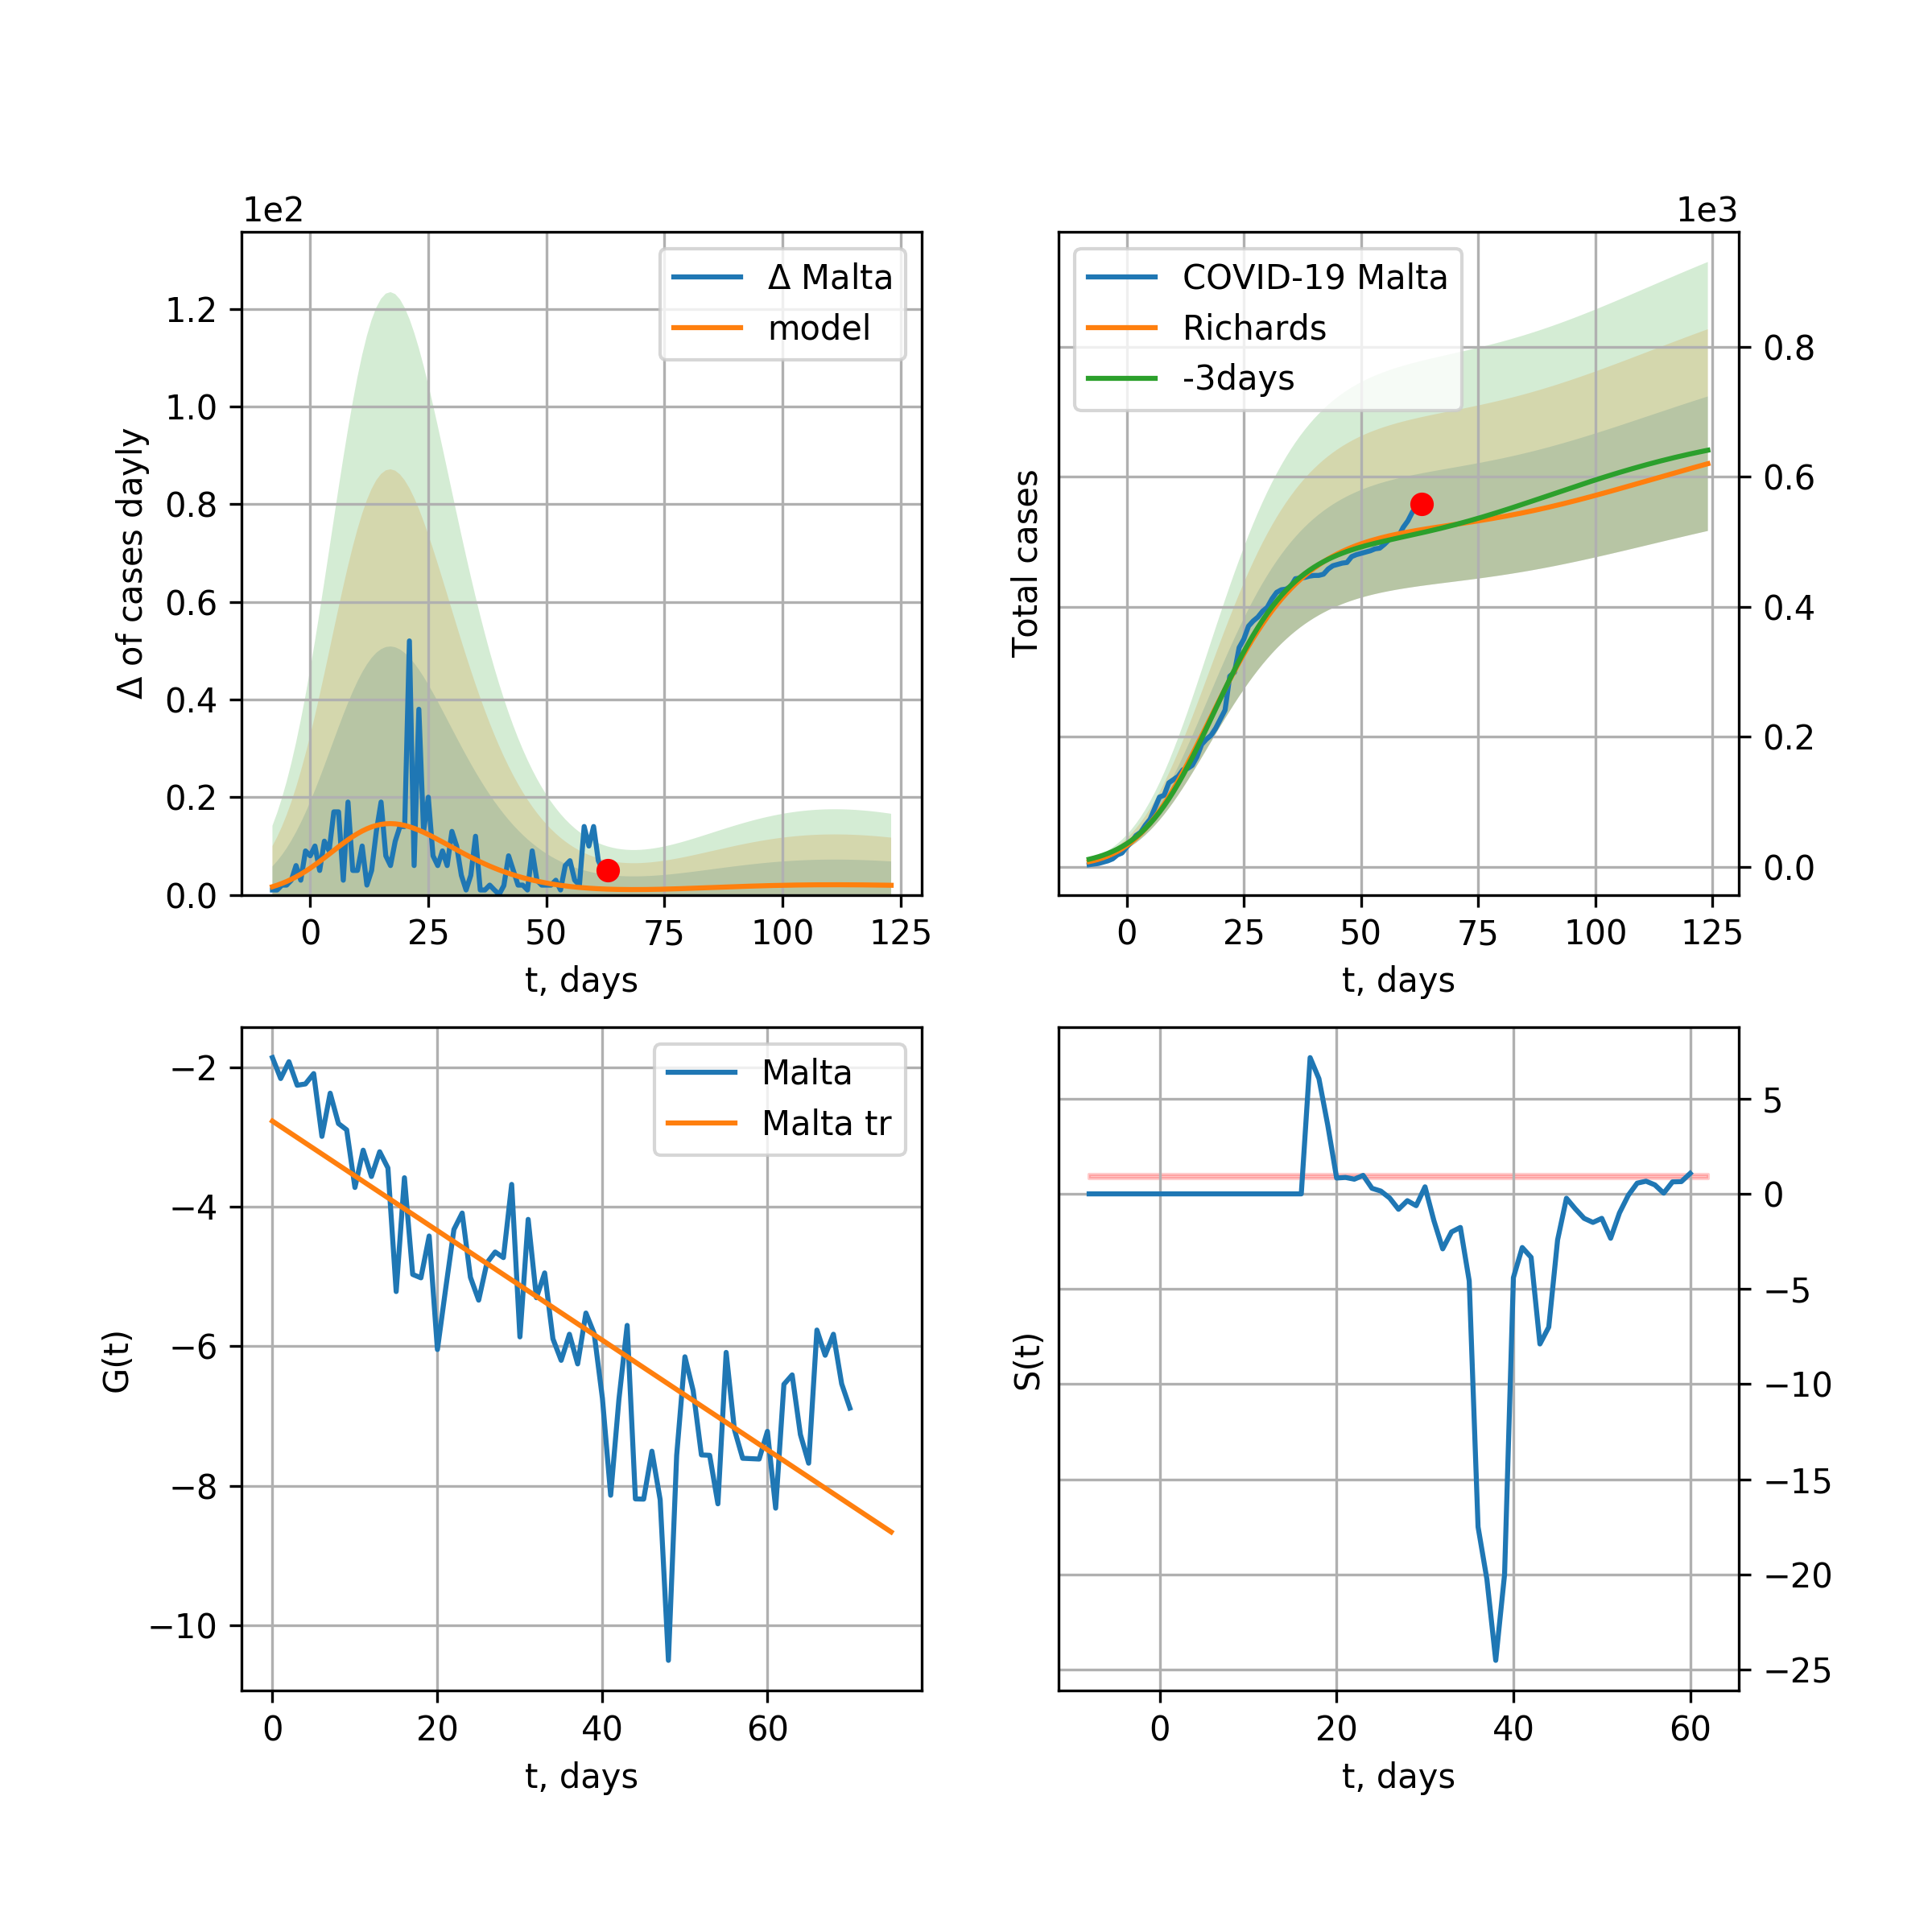 1e2
Δ of cases dayly
1.2
1.0
0.8
0.6
0.4
0.2
0.0
0 25 50 75 100 125
t, days
Δ Malta
model
1e3
Total cases
0.8
0.6
0.4
0.2
0.0
0 25 50 75 100 125
t, days
COVID-19 Malta
Richards
-3days
G(t)
−2
−4
−6
−8
−10
0 20 40 60
t, days
Malta
Malta tr
S(t)
5
0
−5
−10
−15
−20
−25
0 20 40 60
t, days